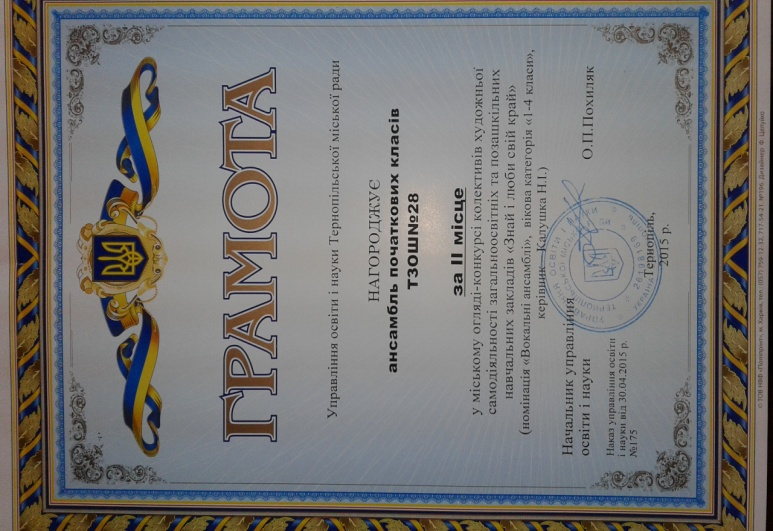 ГРАМОТА
Управління освіти і науки Тернопільської міської ради
НАГОРОДЖУЄ
ансамбль початкових класів
ТЗОШ№28
за ІІ місце
у міському огляді-конкурсі колективів художньої
самодіяльності загальноосвітніх та позашкільних
навчальних закладів «Знай і люби свій край»
(номінація «Вокальні ансамблі», вікова категорія «1-4 класи»,
керівник – Калушка Н.І.)
Начальник управління
освіти і науки
О.П.Похиляк
Наказ управління освіти
і науки від 30.04.2015 р.
№175
Тернопіль,
2015 р.